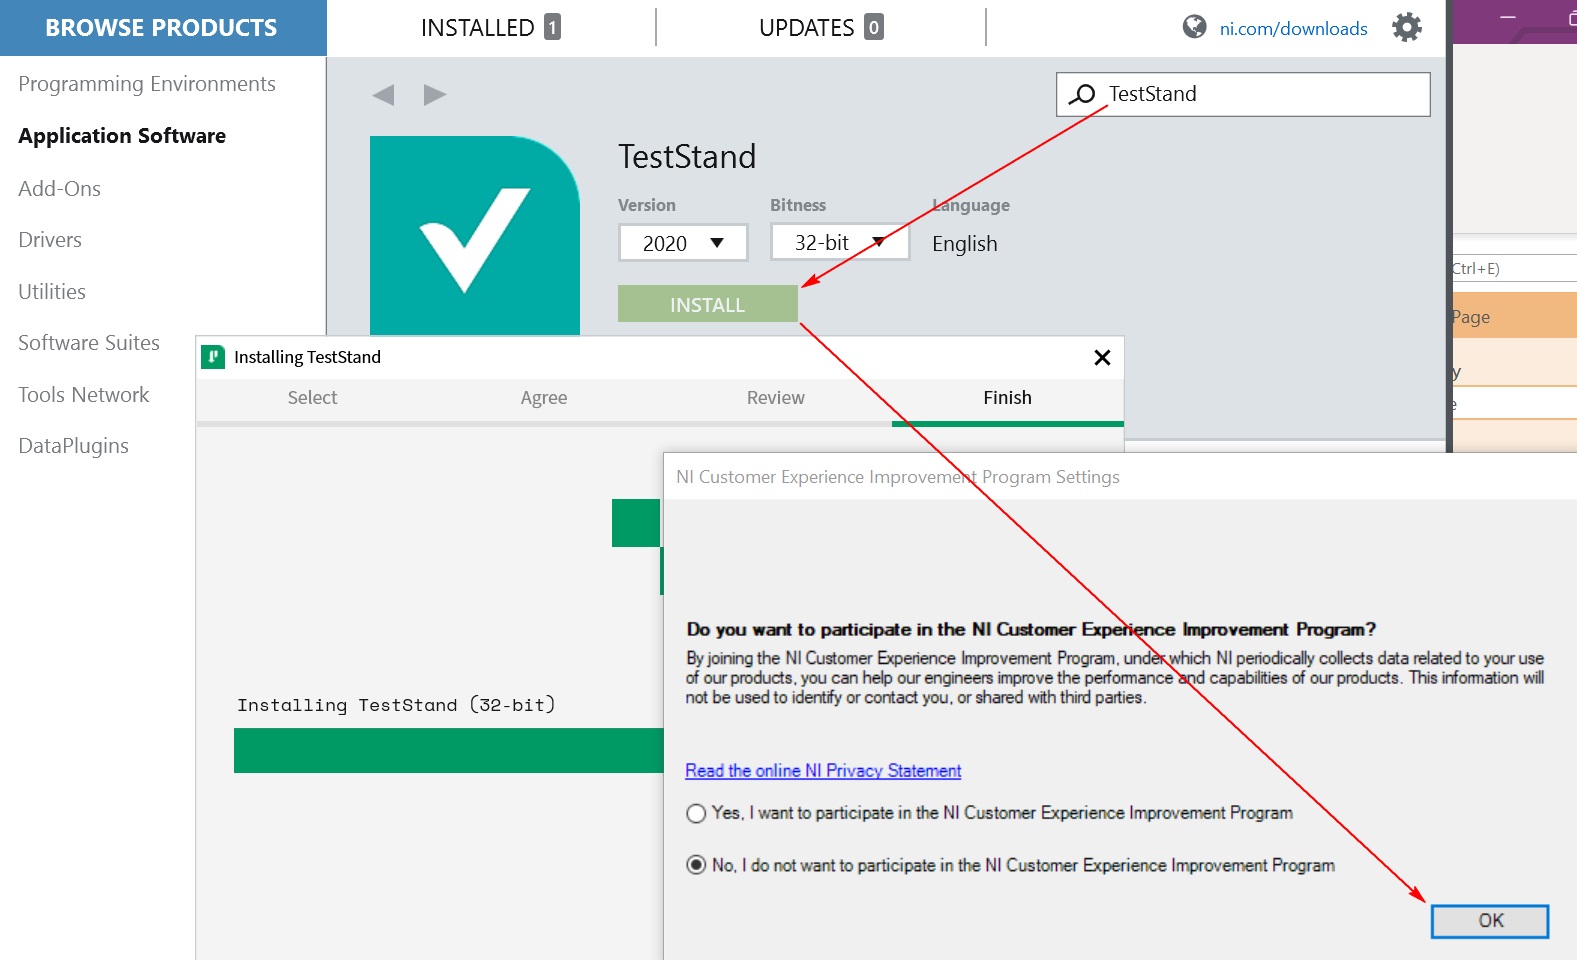 BROWSE PRODUCTS
INSTALLED 1
UPDATES 0
ni.com/downloads
Programming Environments
Application Software
Add-Ons
Drivers
Utilities
Software Suites
Tools Network
DataPlugins
TestStand
TestStand
Version
Bitness
Language
2020
32-bit
English
INSTALL
Ctrl+E)
Page
y
e
Installing TestStand
Select
Agree
Review
Finish
Installing TestStand (32-bit)
NI Customer Experience Improvement Program Settings
Do you want to participate in the NI Customer Experience Improvement Program?
By joining the NI Customer Experience Improvement Program, under which NI periodically collects data related to your use
of our products, you can help our engineers improve the performance and capabilities of our products. This information will
not be used to identify or contact you, or shared with third parties.
Read the online NI Privacy Statement
Yes, I want to participate in the NI Customer Experience Improvement Program
No, I do not want to participate in the NI Customer Experience Improvement Program
OK